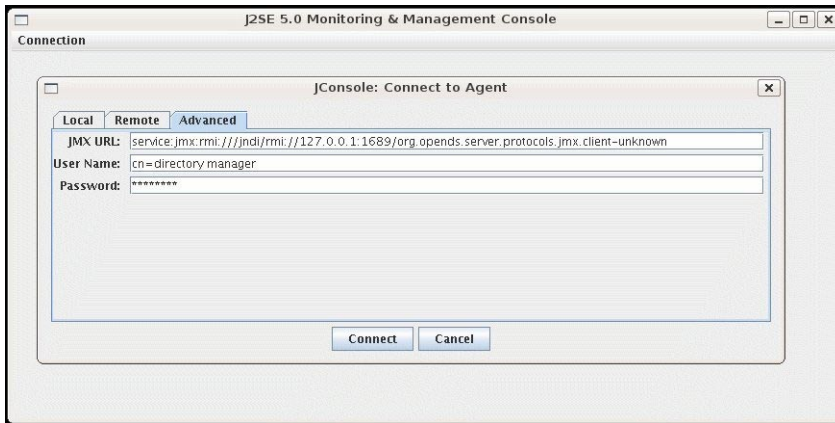 J2SE 5.0 Monitoring & Management Console
Connection
JConsole: Connect to Agent
Local Remote Advanced
JMX URL: service:jmx:rmi:///jndi/rmi://127.0.0.1:1689/org.opends.server.protocols.jmx.client-unknown
User Name: cn=directory manager
Password: ********
Connect Cancel